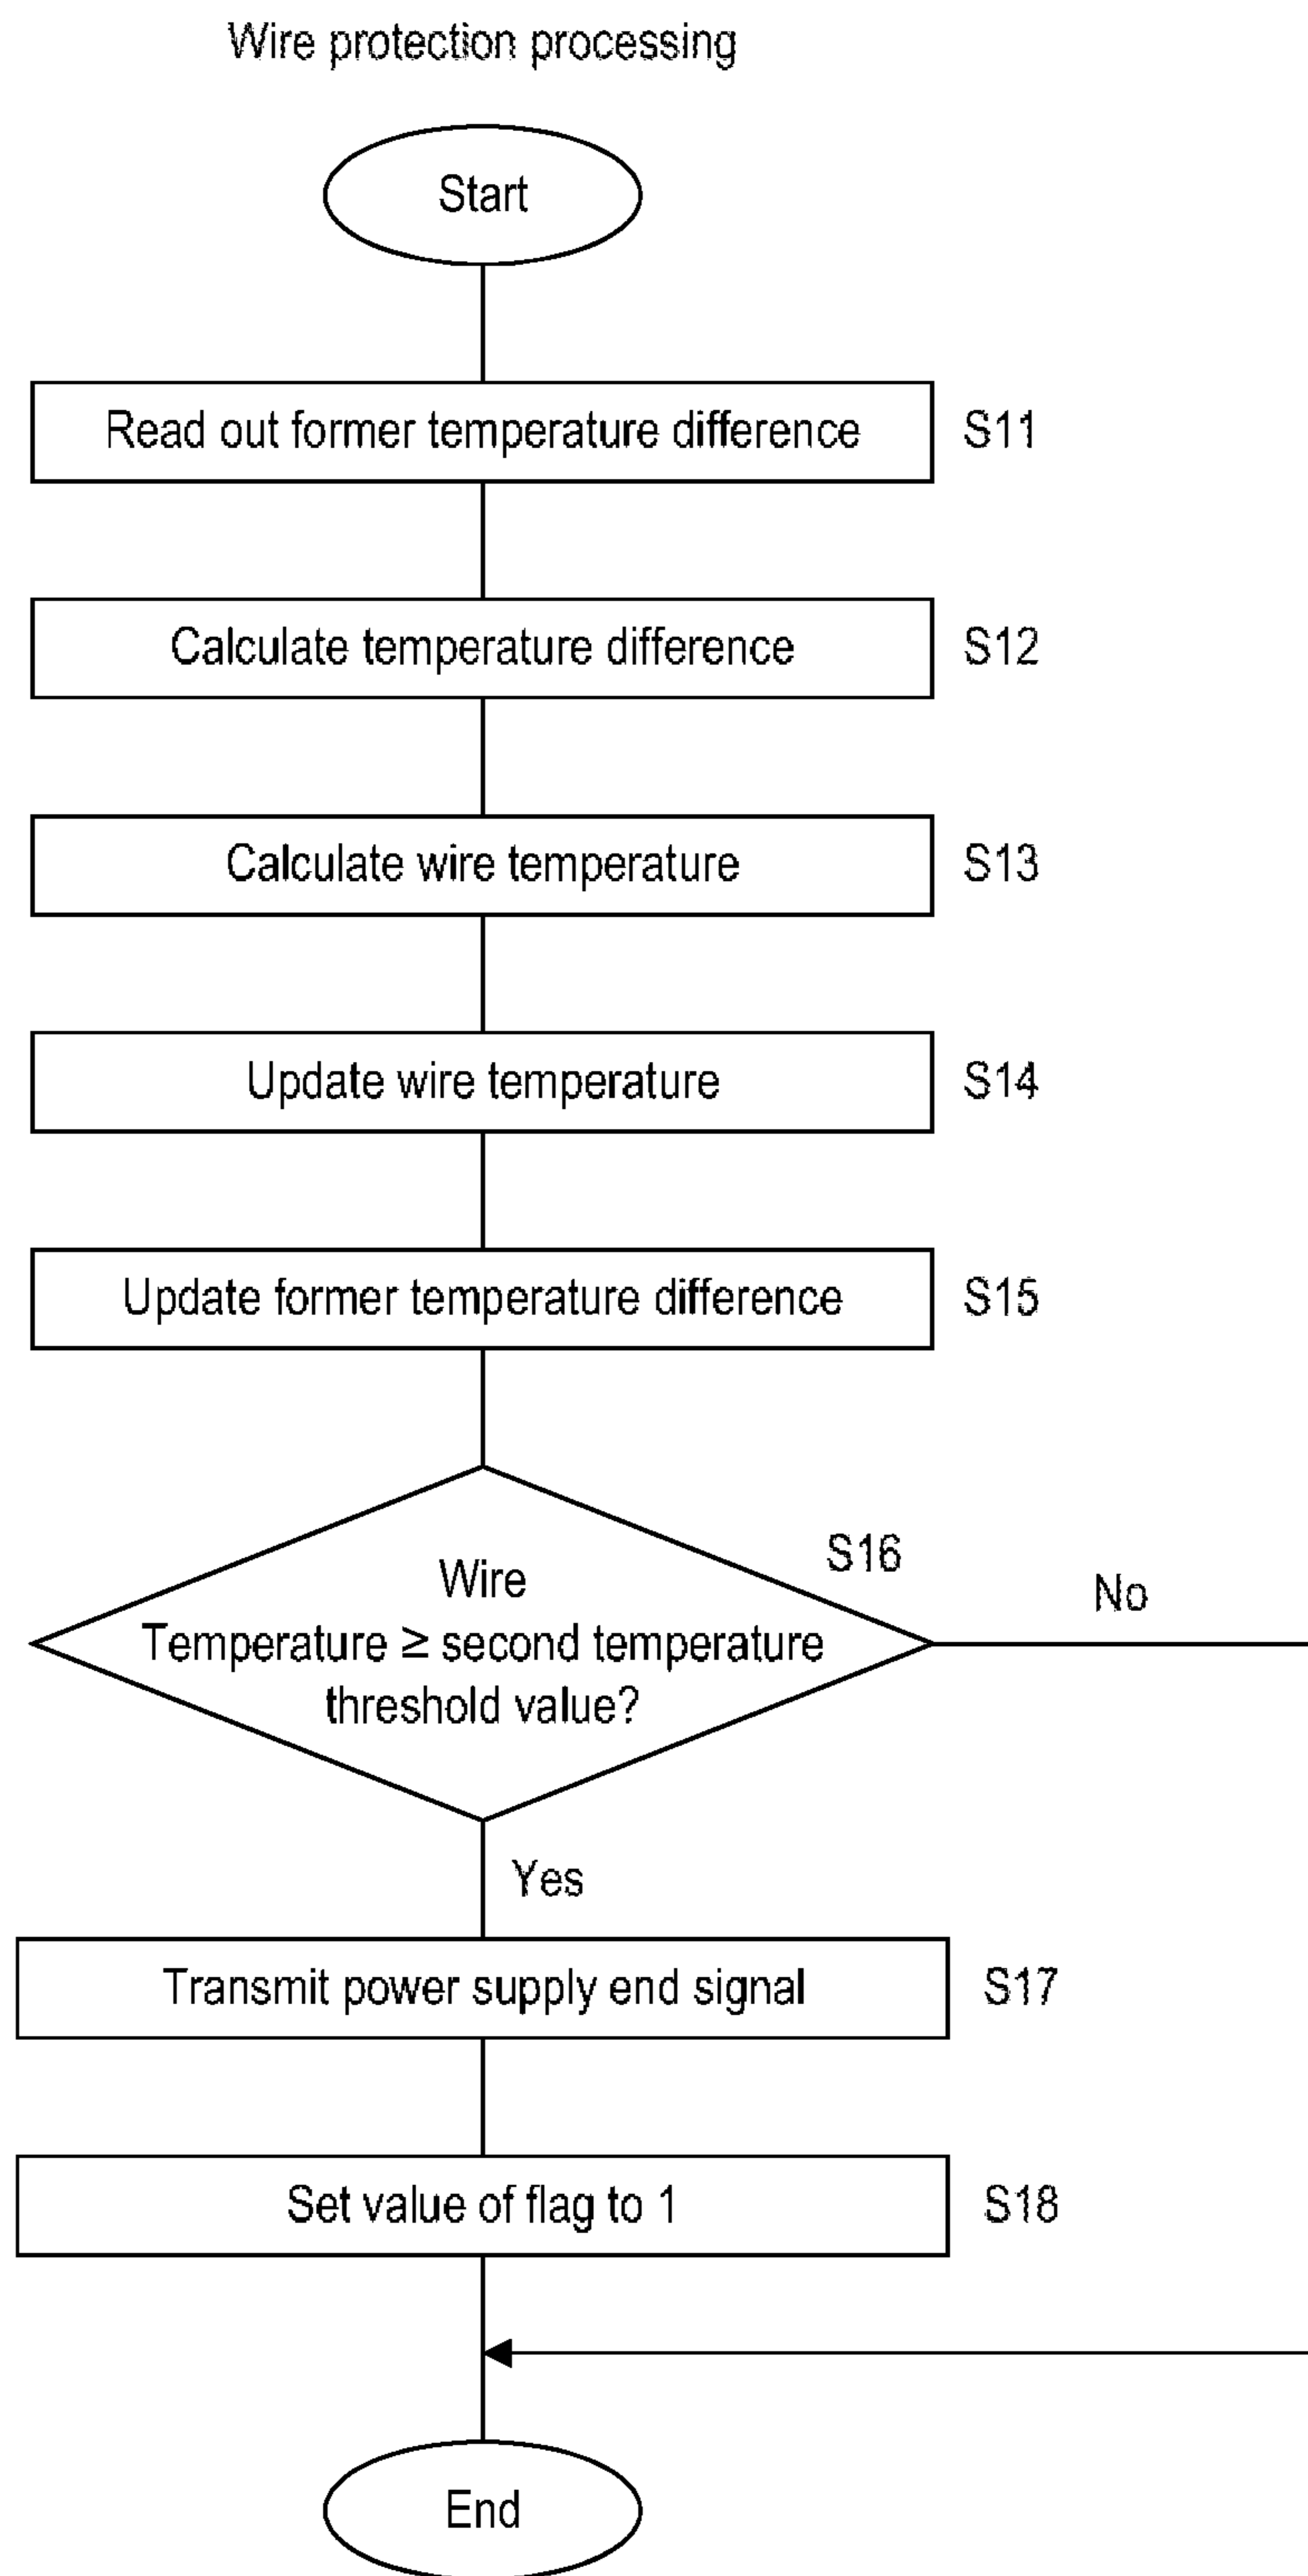 Wire protection processing
Start
Read out former temperature difference
S11
Calculate temperature difference
S12
Calculate wire temperature
S13
Update wire temperature
S14
Update former temperature difference
S15
S16
Wire
Temperature ≥ second temperature
threshold value?
No
Yes
Transmit power supply end signal
S17
Set value of flag to 1
S18
End